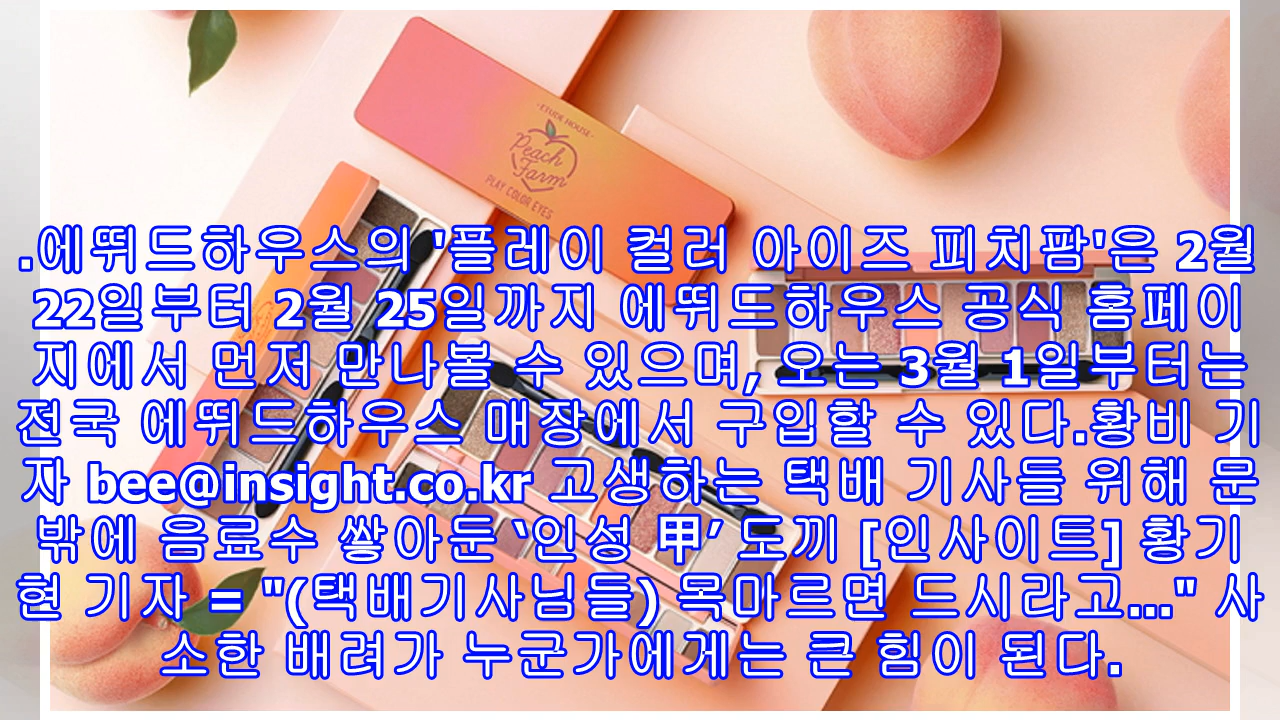 ·ETUDE HOUSE·
Peach
Farm
PLAY COLOR EYES
.에뛰드하우스의 '플레이 컬러 아이즈 피치팜'은 2월
22일부터 2월 25일까지 에뛰드하우스 공식 홈페이
지에서 먼저 만나볼 수 있으며, 오는 3월 1일부터는
전국 에뛰드하우스 매장에서 구입할 수 있다.황비 기
자 bee@insight.co.kr 고생하는 택배 기사들 위해 문
밖에 음료수 쌓아둔 ‘인성 甲’ 도끼 [인사이트] 황기
현 기자 = "(택배기사님들) 목마르면 드시라고..." 사
소한 배려가 누군가에게는 큰 힘이 된다.